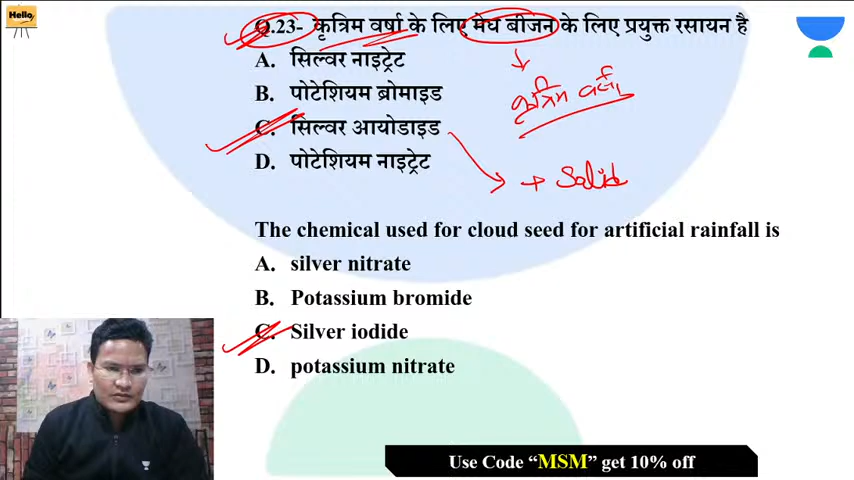 Hello
Q.23- कृत्रिम वर्षा के लिए मेघ बीजन के लिए प्रयुक्त रसायन है
A. सिल्वर नाइट्रेट
B. पोटेशियम ब्रोमाइड
कृत्रिम वर्षा
C. सिल्वर आयोडाइड
D. पोटेशियम नाइट्रेट
→ Solid
The chemical used for cloud seed for artificial rainfall is
A. silver nitrate
B. Potassium bromide
C. Silver iodide
D. potassium nitrate
Use Code “MSM” get 10% off